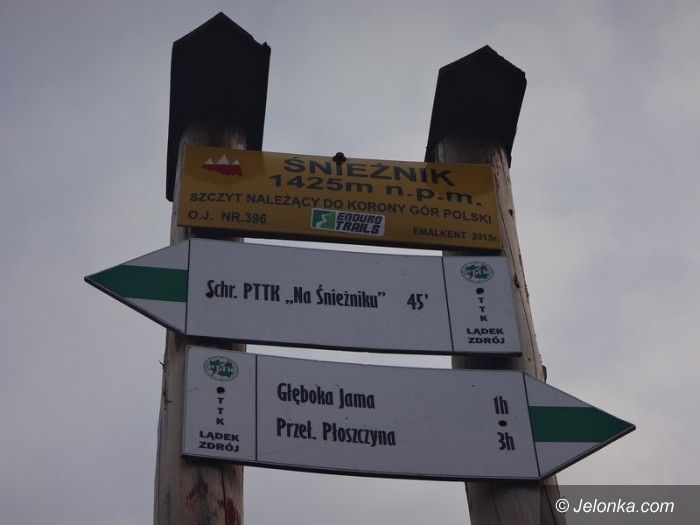 ŚNIEŻNIK
1425m n.p.m.
SZCZYT NALEŻĄCY DO KORONY GÓR POLSKI
O.J. NR.396
ENDURO
TRAILS
EMALKENT 2015r.
Schr. PTTK „Na Śnieżniku” 45'
PTTK
LĄDEK
ZDRÓJ
PTTK
LĄDEK
ZDRÓJ
Głęboka Jama 1h
Przeł. Płoszczyna 3h
© Jelonka.com